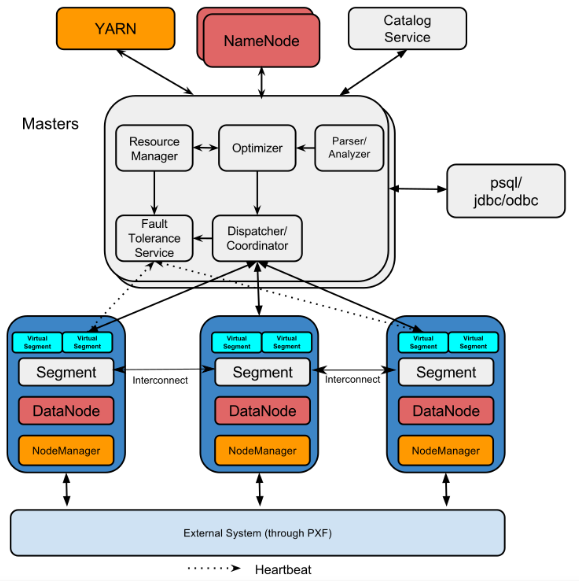 YARN
NameNode
Catalog
Service
Masters
Resource
Manager
Optimizer
Parser/
Analyzer
psql/
jdbc/odbc
Fault
Tolerance
Service
Dispatcher/
Coordinator
Virtual
Segment
Virtual
Segment
Virtual
Segment
Virtual
Segment
Virtual
Segment
Virtual
Segment
Segment
Interconnect
Segment
Interconnect
Segment
DataNode
DataNode
DataNode
NodeManager
NodeManager
NodeManager
External System (through PXF)
Heartbeat